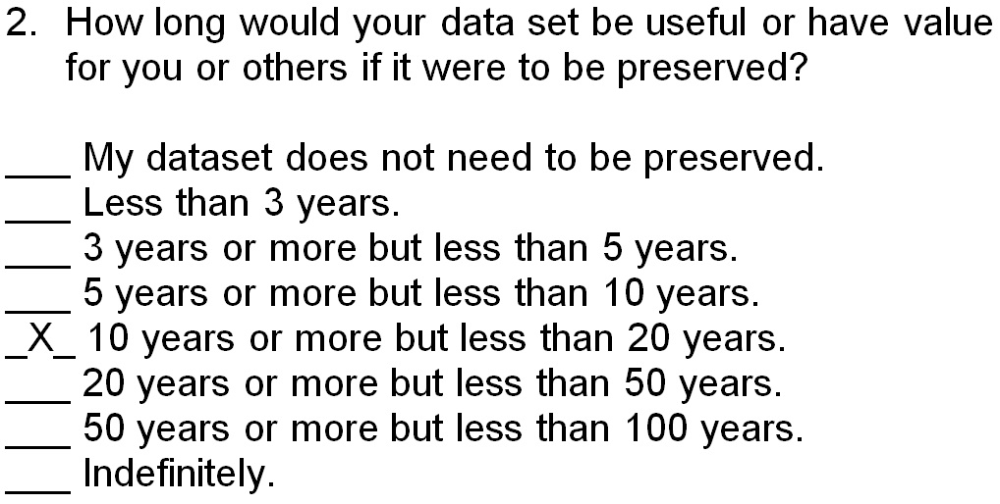 2. How long would your data set be useful or have value
for you or others if it were to be preserved?
___ My dataset does not need to be preserved.
___ Less than 3 years.
___ 3 years or more but less than 5 years.
___ 5 years or more but less than 10 years.
_X_ 10 years or more but less than 20 years.
___ 20 years or more but less than 50 years.
___ 50 years or more but less than 100 years.
___ Indefinitely.